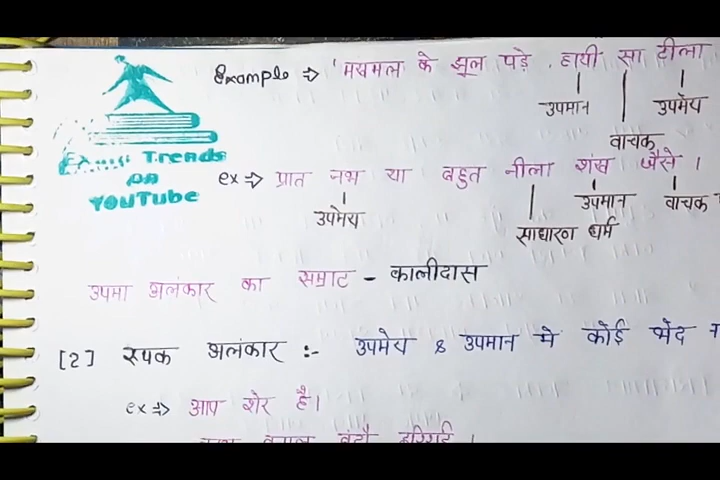 Example ⇒ 'मखमल के झूल पड़े, हाथी सा टीला
उपमान उपमेय
वाचक
Trends
on
YouTube
ex ⇒ प्रात नभ था बहुत नीला शंख जैसे ।
उपमेय उपमान वाचक
साधारण धर्म
उपमा अलंकार का सम्राट - कालीदास
[2] रूपक अलंकार :- उपमेय & उपमान मे कोई भेद न
ex ⇒ आप शेर है।